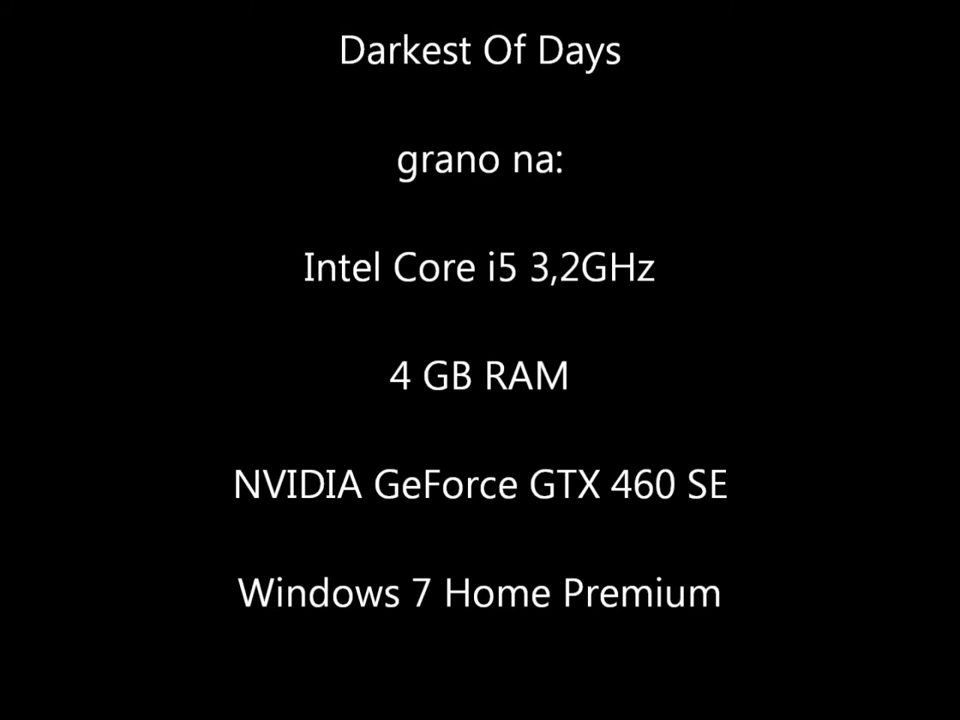 Darkest Of Days
grano na:
Intel Core i5 3,2GHz
4 GB RAM
NVIDIA GeForce GTX 460 SE
Windows 7 Home Premium